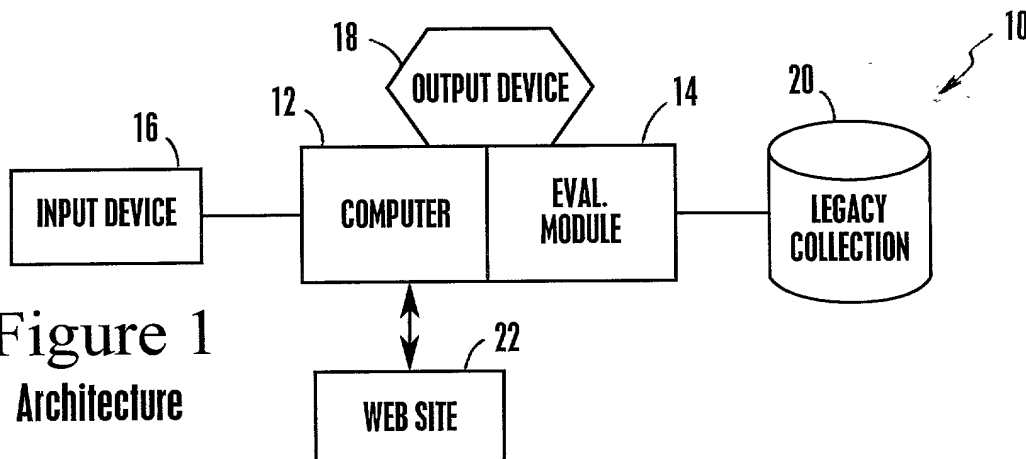 18
10
OUTPUT DEVICE
12
14
20
16
INPUT DEVICE
COMPUTER
EVAL.
MODULE
LEGACY
COLLECTION
Figure 1
Architecture
22
WEB SITE